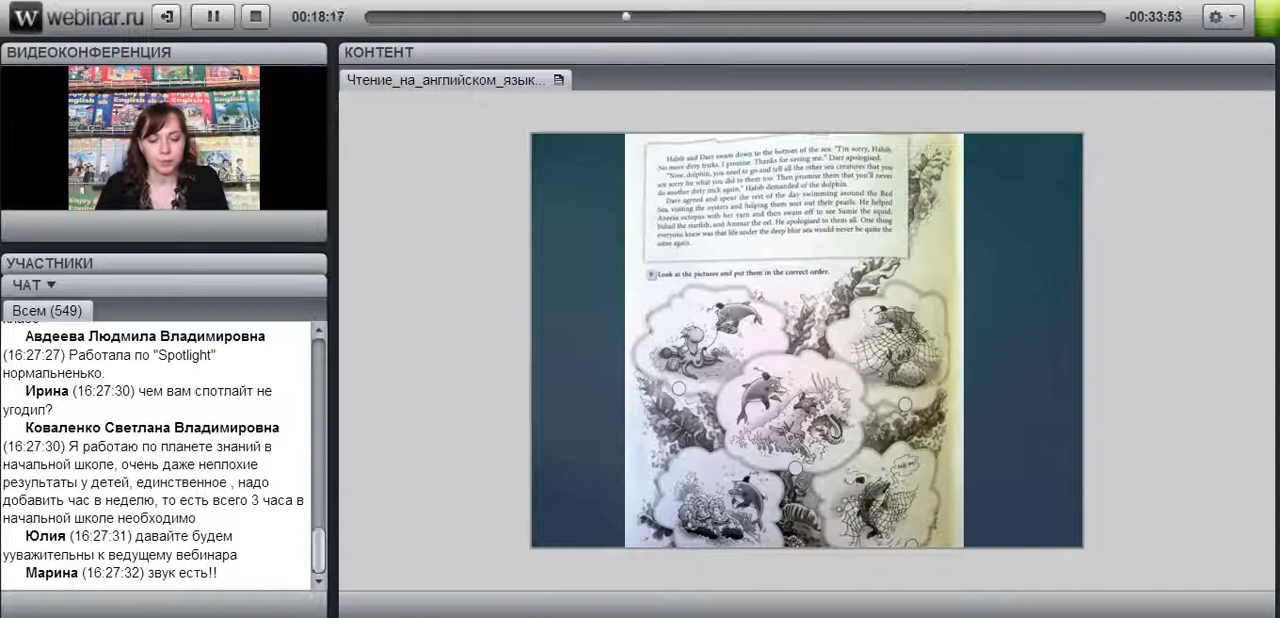 webinar.ru
00:18:17
-00:33:53
ВИДЕОКОНФЕРЕНЦИЯ
КОНТЕНТ
Чтение_на_английском_язык...
Enjoy
English
УЧАСТНИКИ
ЧАТ
Всем (549)
Авдеева Людмила Владимировна
(16:27:27) Работала по "Spotlight"
нормальненько.
Ирина (16:27:30) чем вам спотлайт не
угодил?
Коваленко Светлана Владимировна
(16:27:30) Я работаю по планете знаний в
начальной школе, очень даже неплохие
результаты у детей, единственное , надо
добавить час в неделю, то есть всего 3 часа в
начальной школе необходимо
Юлия (16:27:31) давайте будем
ууважительны к ведущему вебинара
Марина (16:27:32) звук есть!!
Habib and Darr swam down to the bottom of the sea. "I'm sorry, Habib.
No more dirty tricks, I promise. Thanks for saving me," Darr apologised.
"Now, dolphin, you need to go and tell all the other sea creatures that you
are sorry for what you did to them too. Then promise them that you'll never
do another dirty trick again," Habib demanded of the dolphin.
Darr agreed and spent the rest of the day swimming around the Red
Sea, visiting the oysters and helping them sort out their pearls. He helped
Aneesa octopus with her yarn and then swam off to see Samir the squid,
Suhail the starfish, and Ammar the eel. He apologised to them all. One thing
everyone knew was that life under the deep blue sea would never be quite the
same again.
9 Look at the pictures and put them in the correct order.
Help me!